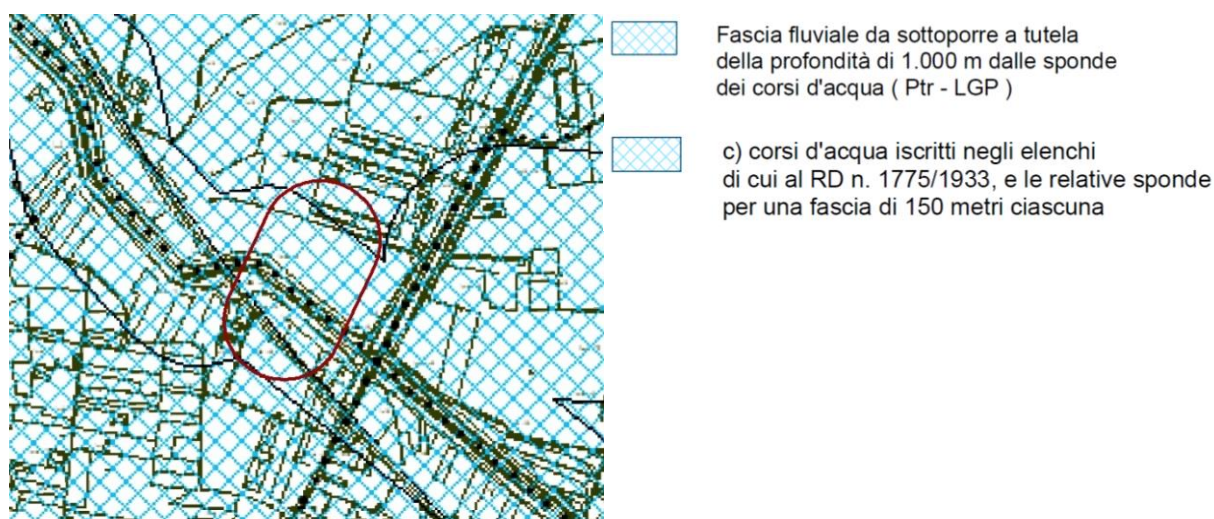 Fascia fluviale da sottoporre a tutela
della profondità di 1.000 m dalle sponde
dei corsi d'acqua ( Ptr - LGP )
c) corsi d'acqua iscritti negli elenchi
di cui al RD n. 1775/1933, e le relative sponde
per una fascia di 150 metri ciascuna